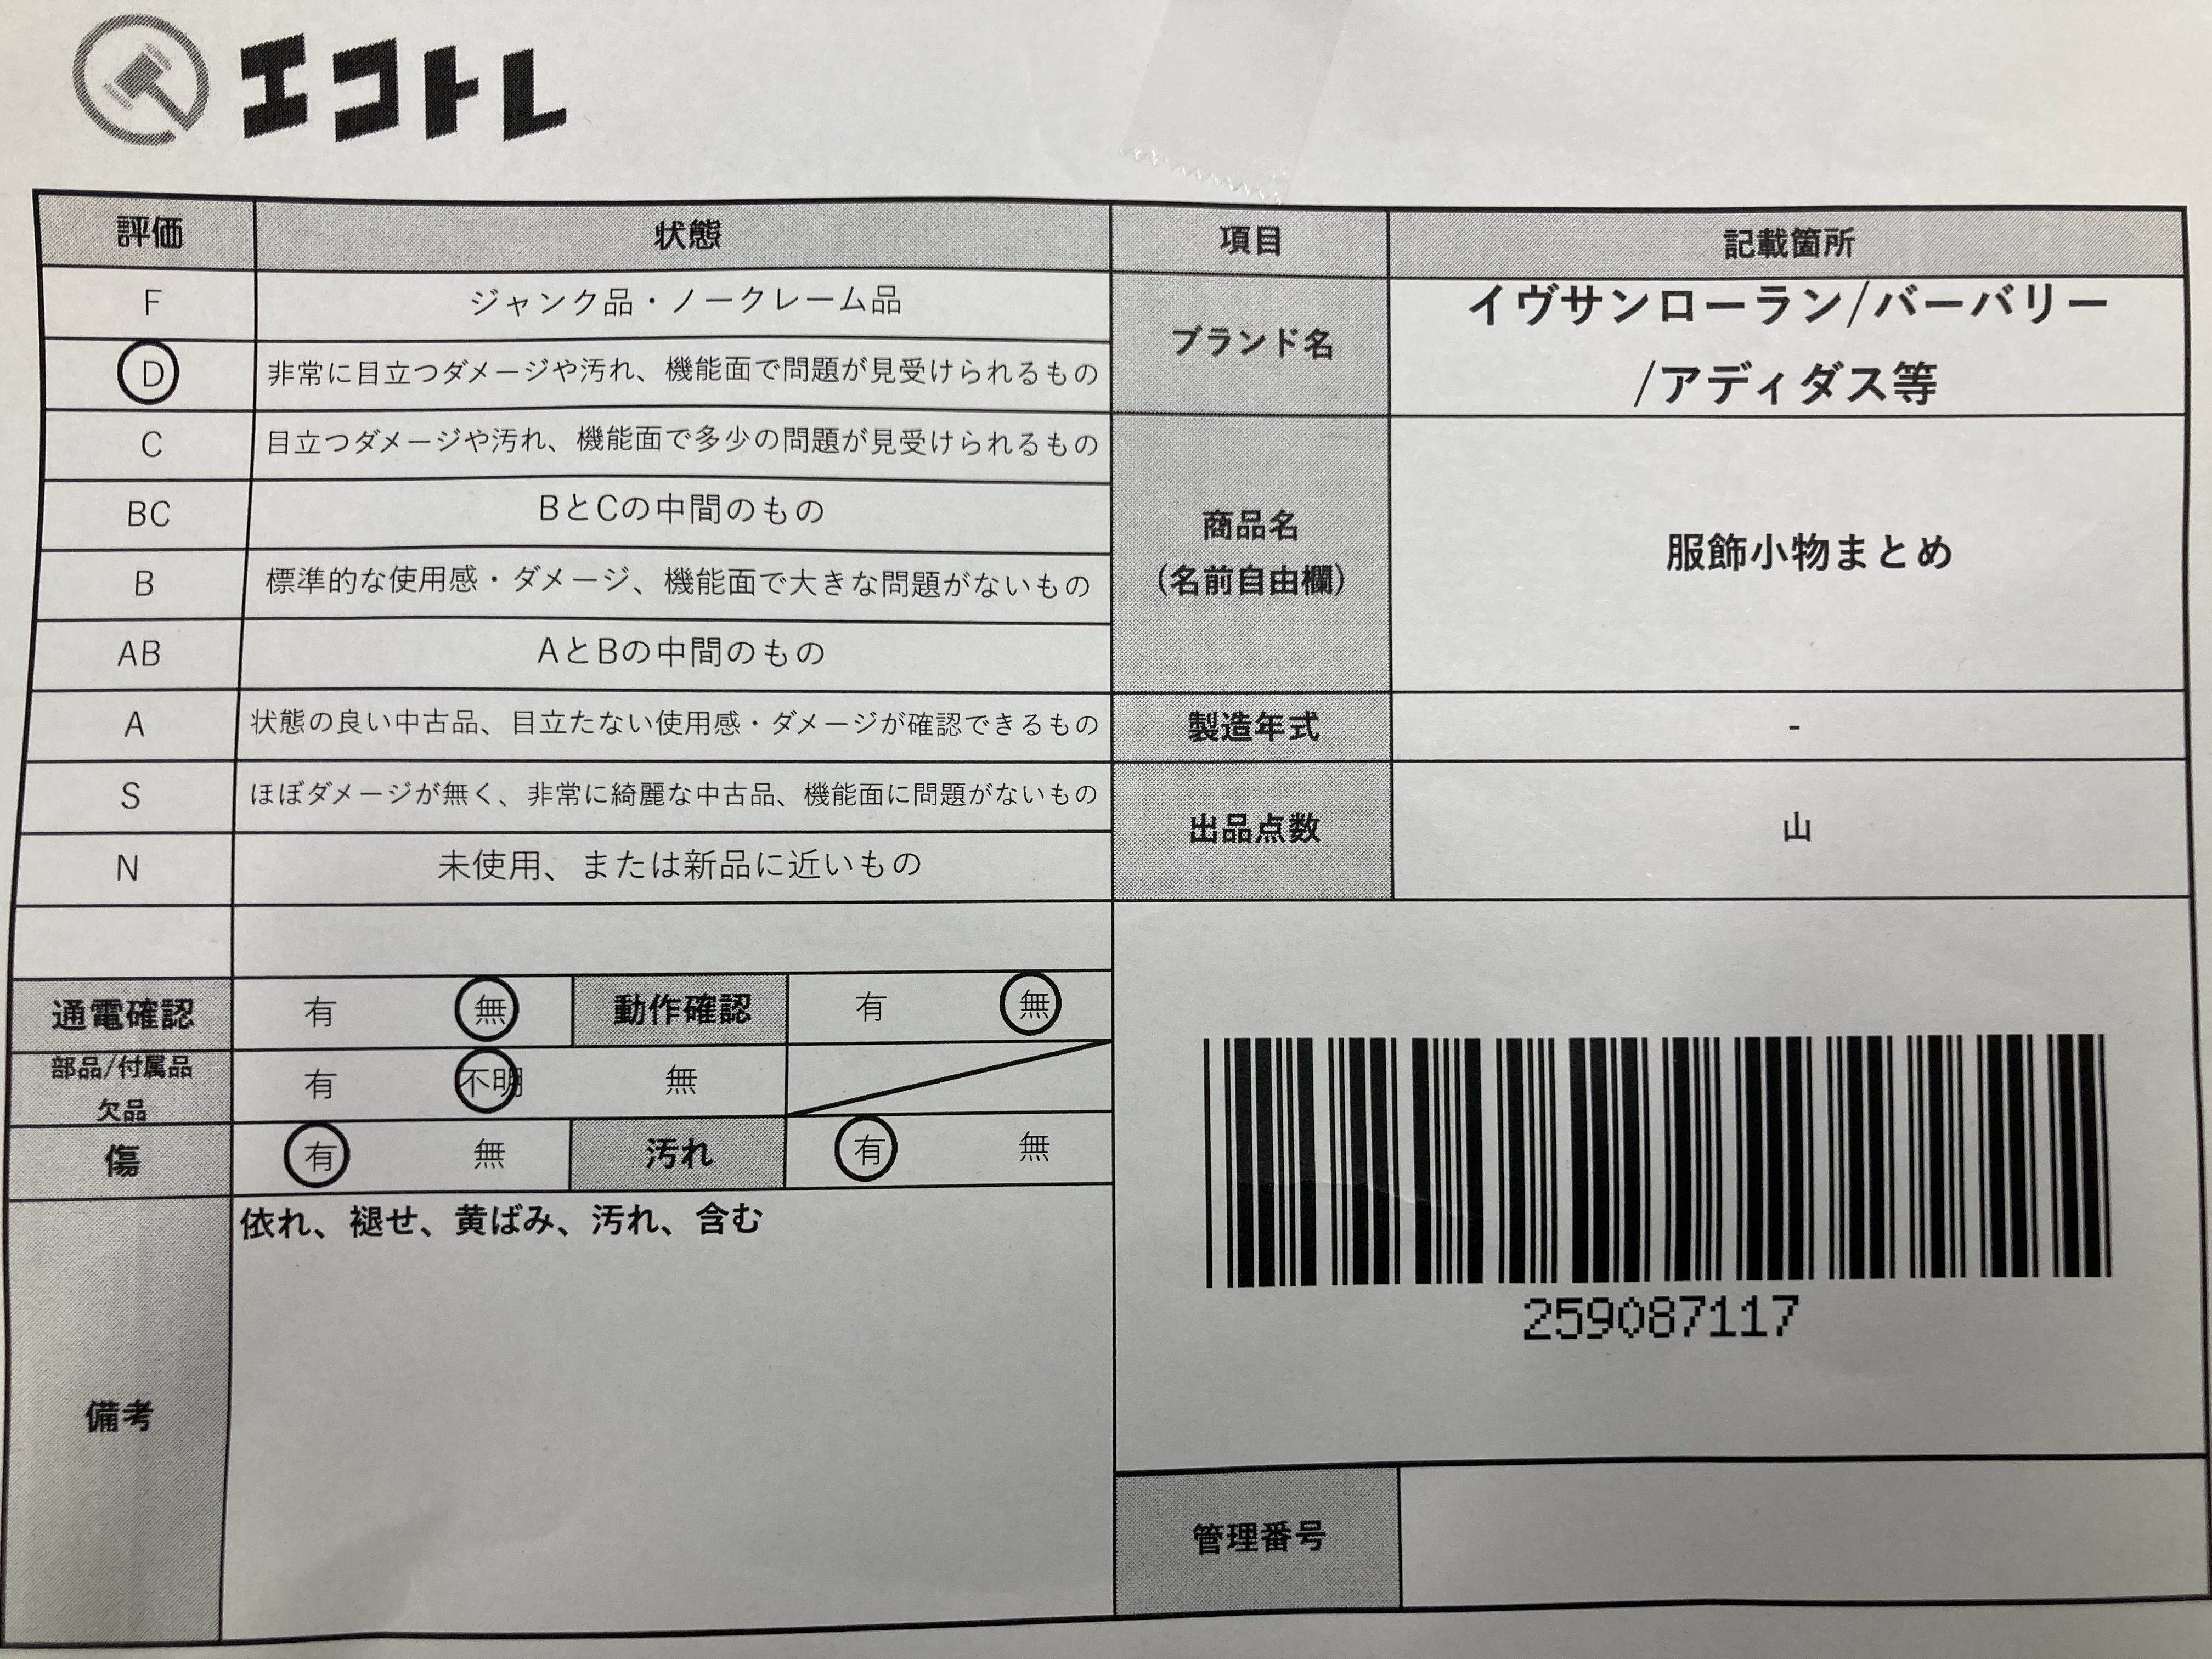 エコトレ
評価 状態 項目 記載箇所
F ジャンク品・ノークレーム品
D 非常に目立つダメージや汚れ、機能面で問題が見受けられるもの
C 目立つダメージや汚れ、機能面で多少の問題が見受けられるもの
BC BとCの中間のもの
B 標準的な使用感・ダメージ、機能面で大きな問題がないもの
AB AとBの中間のもの
A 状態の良い中古品、目立たない使用感・ダメージが確認できるもの
S ほぼダメージが無く、非常に綺麗な中古品、機能面に問題がないもの
N 未使用、または新品に近いもの
ブランド名 イヴサンローラン/バーバリー
/アディダス等
商品名
(名前自由欄)
服飾小物まとめ
製造年式 -
出品点数 山
通電確認 有 無 動作確認 有 無
部品/付属品
欠品
有 不明 無
傷 有 無 汚れ 有 無
備考
依れ、褪せ、黄ばみ、汚れ、含む
259087117
管理番号